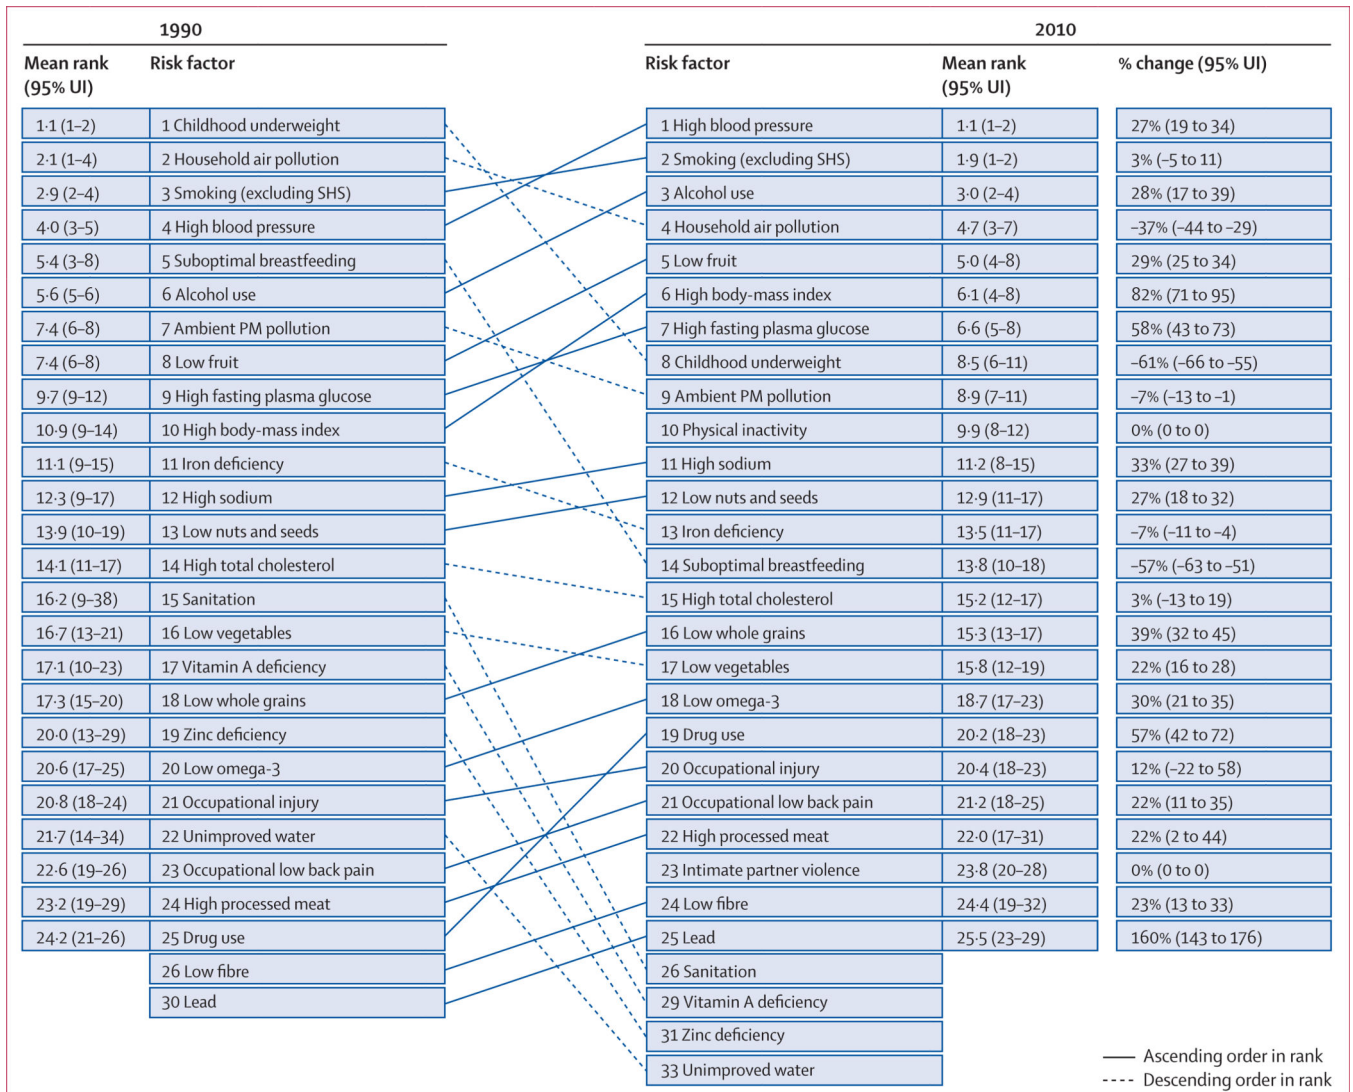 1990
2010
Mean rank (95% UI) Risk factor
Risk factor Mean rank (95% UI) % change (95% UI)
1·1 (1–2) 1 Childhood underweight
2·1 (1–4) 2 Household air pollution
2·9 (2–4) 3 Smoking (excluding SHS)
4·0 (3–5) 4 High blood pressure
5·4 (3–8) 5 Suboptimal breastfeeding
5·6 (5–6) 6 Alcohol use
7·4 (6–8) 7 Ambient PM pollution
7·4 (6–8) 8 Low fruit
9·7 (9–12) 9 High fasting plasma glucose
10·9 (9–14) 10 High body-mass index
11·1 (9–15) 11 Iron deficiency
12·3 (9–17) 12 High sodium
13·9 (10–19) 13 Low nuts and seeds
14·1 (11–17) 14 High total cholesterol
16·2 (9–38) 15 Sanitation
16·7 (13–21) 16 Low vegetables
17·1 (10–23) 17 Vitamin A deficiency
17·3 (15–20) 18 Low whole grains
20·0 (13–29) 19 Zinc deficiency
20·6 (17–25) 20 Low omega-3
20·8 (18–24) 21 Occupational injury
21·7 (14–34) 22 Unimproved water
22·6 (19–26) 23 Occupational low back pain
23·2 (19–29) 24 High processed meat
24·2 (21–26) 25 Drug use
26 Low fibre
30 Lead
1 High blood pressure 1·1 (1–2) 27% (19 to 34)
2 Smoking (excluding SHS) 1·9 (1–2) 3% (–5 to 11)
3 Alcohol use 3·0 (2–4) 28% (17 to 39)
4 Household air pollution 4·7 (3–7) –37% (–44 to –29)
5 Low fruit 5·0 (4–8) 29% (25 to 34)
6 High body-mass index 6·1 (4–8) 82% (71 to 95)
7 High fasting plasma glucose 6·6 (5–8) 58% (43 to 73)
8 Childhood underweight 8·5 (6–11) –61% (–66 to –55)
9 Ambient PM pollution 8·9 (7–11) –7% (–13 to –1)
10 Physical inactivity 9·9 (8–12) 0% (0 to 0)
11 High sodium 11·2 (8–15) 33% (27 to 39)
12 Low nuts and seeds 12·9 (11–17) 27% (18 to 32)
13 Iron deficiency 13·5 (11–17) –7% (–11 to –4)
14 Suboptimal breastfeeding 13·8 (10–18) –57% (–63 to –51)
15 High total cholesterol 15·2 (12–17) 3% (–13 to 19)
16 Low whole grains 15·3 (13–17) 39% (32 to 45)
17 Low vegetables 15·8 (12–19) 22% (16 to 28)
18 Low omega-3 18·7 (17–23) 30% (21 to 35)
19 Drug use 20·2 (18–23) 57% (42 to 72)
20 Occupational injury 20·4 (18–23) 12% (–22 to 58)
21 Occupational low back pain 21·2 (18–25) 22% (11 to 35)
22 High processed meat 22·0 (17–31) 22% (2 to 44)
23 Intimate partner violence 23·8 (20–28) 0% (0 to 0)
24 Low fibre 24·4 (19–32) 23% (13 to 33)
25 Lead 25·5 (23–29) 160% (143 to 176)
26 Sanitation
29 Vitamin A deficiency
31 Zinc deficiency
33 Unimproved water
Ascending order in rank
Descending order in rank